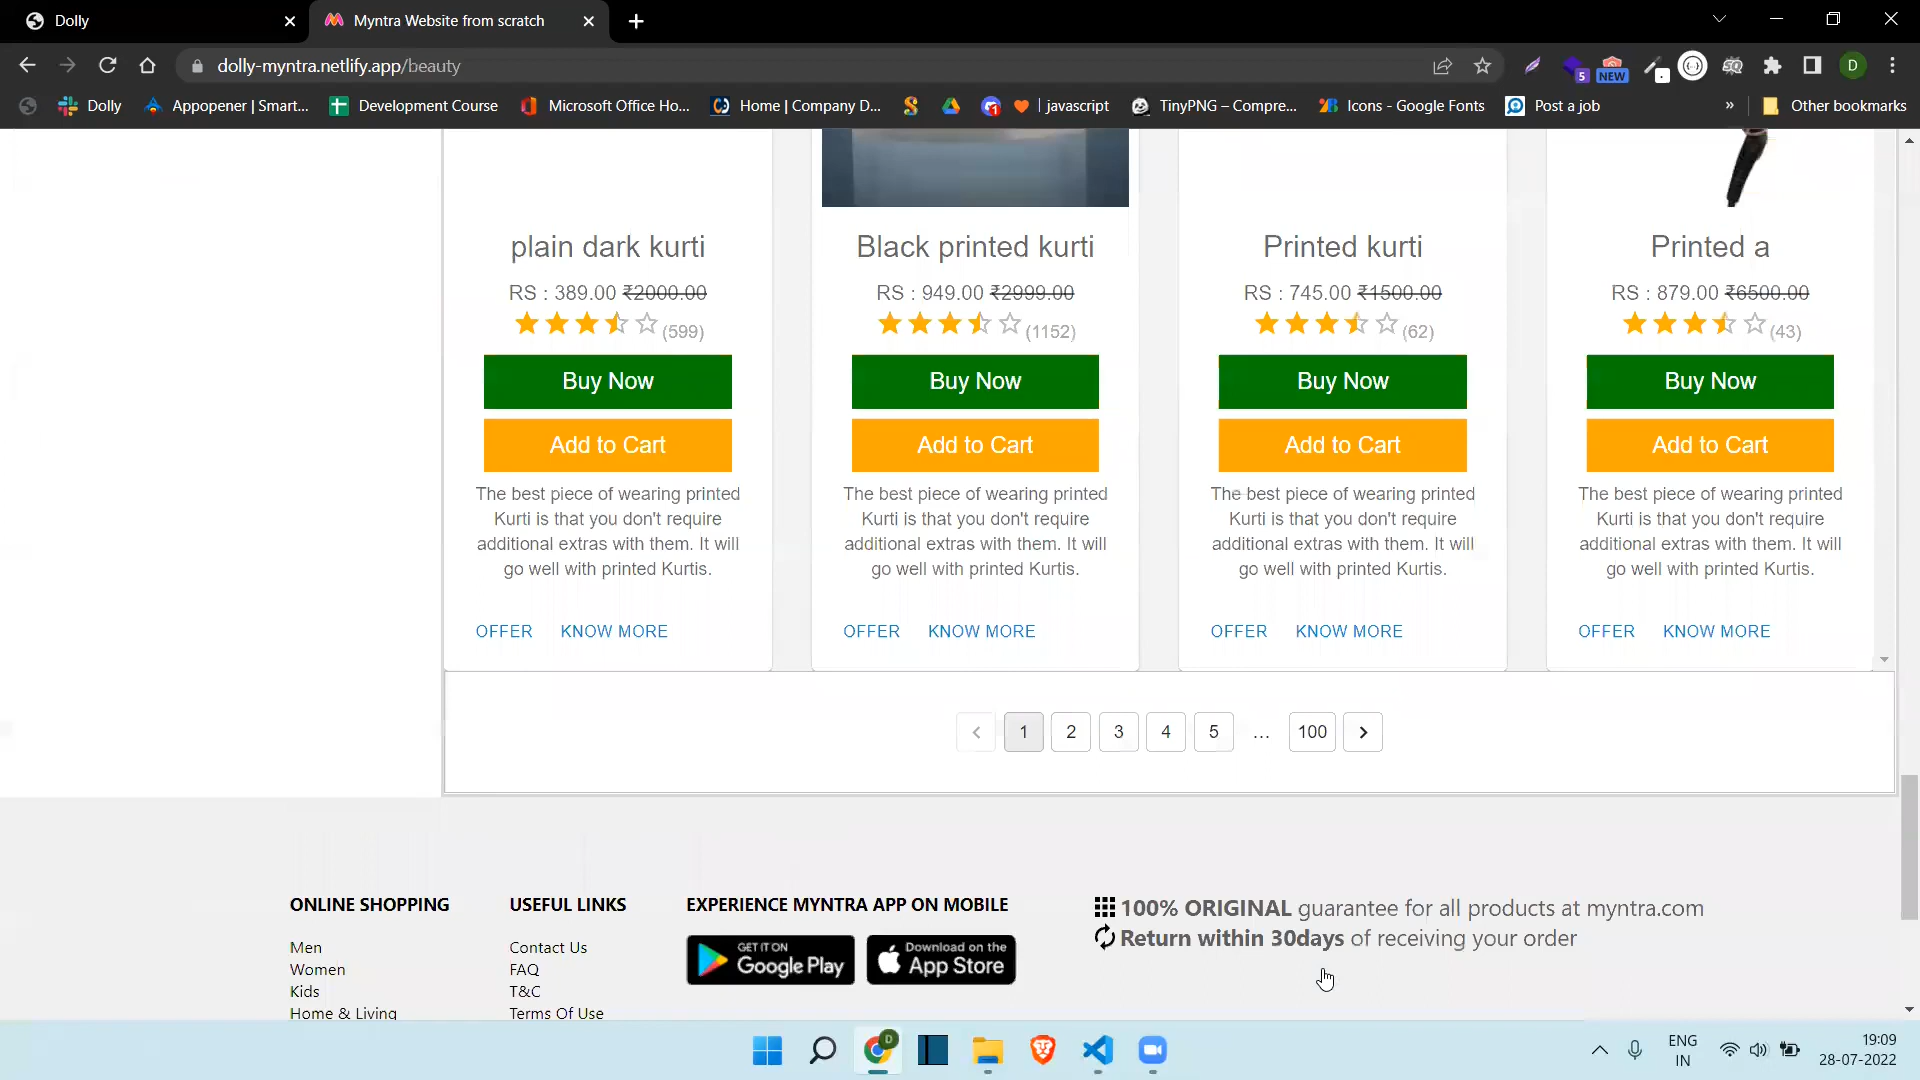 Dolly
Myntra Website from scratch
dolly-myntra.netlify.app/beauty
D
5
NEW
Dolly
Appopener | Smart...
Development Course
Microsoft Office Ho...
Home | Company D...
1
| javascript
TinyPNG – Compre...
Icons - Google Fonts
Post a job
»
Other bookmarks
plain dark kurti
RS : 389.00 ₹2000.00
(599)
Buy Now
Add to Cart
The best piece of wearing printed
Kurti is that you don't require
additional extras with them. It will
go well with printed Kurtis.
OFFER KNOW MORE
Black printed kurti
RS : 949.00 ₹2999.00
(1152)
Buy Now
Add to Cart
The best piece of wearing printed
Kurti is that you don't require
additional extras with them. It will
go well with printed Kurtis.
OFFER KNOW MORE
Printed kurti
RS : 745.00 ₹1500.00
(62)
Buy Now
Add to Cart
The best piece of wearing printed
Kurti is that you don't require
additional extras with them. It will
go well with printed Kurtis.
OFFER KNOW MORE
Printed a
RS : 879.00 ₹6500.00
(43)
Buy Now
Add to Cart
The best piece of wearing printed
Kurti is that you don't require
additional extras with them. It will
go well with printed Kurtis.
OFFER KNOW MORE
1 2 3 4 5 ... 100
ONLINE SHOPPING
Men
Women
Kids
Home & Living
USEFUL LINKS
Contact Us
FAQ
T&C
Terms Of Use
EXPERIENCE MYNTRA APP ON MOBILE
GET IT ON
Google Play
Download on the
App Store
100% ORIGINAL guarantee for all products at myntra.com
Return within 30days of receiving your order
D
ENG
IN
19:09
28-07-2022